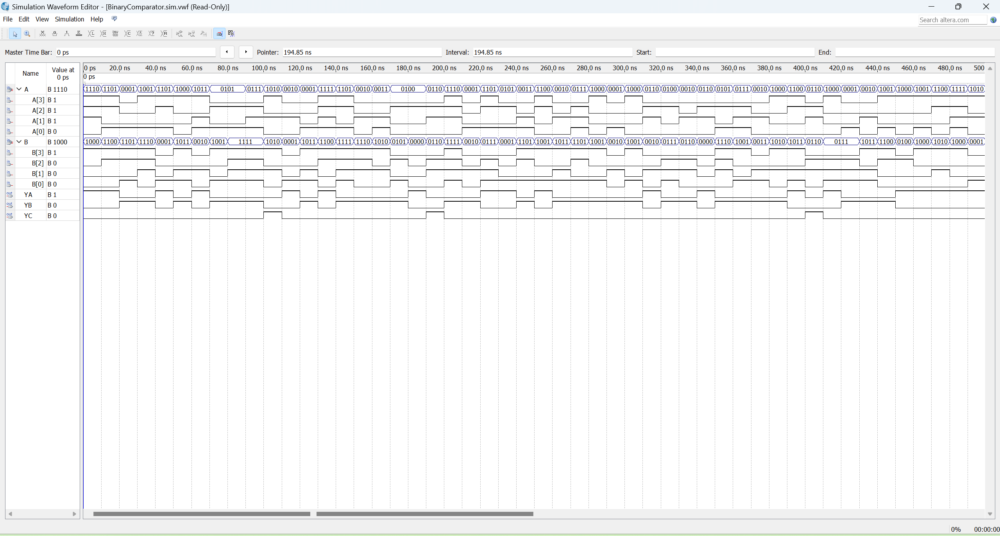 Simulation Waveform Editor - [BinaryComparator.sim.vwf (Read-Only)]
File Edit View Simulation Help
Search altera.com
Master Time Bar: 0 ps Pointer: 194.85 ns Interval: 194.85 ns Start: End:
Name Value at 0 ps
0 ps 20.0 ns 40.0 ns 60.0 ns 80.0 ns 100.0 ns 120.0 ns 140.0 ns 160.0 ns 180.0 ns 200.0 ns 220.0 ns 240.0 ns 260.0 ns 280.0 ns 300.0 ns 320.0 ns 340.0 ns 360.0 ns 380.0 ns 400.0 ns 420.0 ns 440.0 ns 460.0 ns 480.0 ns 500
0 ps
A B 1110 1110 1101 0001 1001 1101 1000 1011 0101 0111 1010 0010 0001 1111 1101 0010 0011 0100 0110 1110 0001 1101 0101 0011 1100 0010 0111 1000 0001 1000 0110 0100 0010 0110 0101 0111 0010 1000 1100 0110 1000 0001 0010 1001 1000 1001 1100 1111 1010
in A[3] B 1
in A[2] B 1
in A[1] B 1
in A[0] B 0
B B 1000 1000 1100 1101 1110 0001 1011 0010 1001 1111 1010 0001 1011 1100 1111 1110 1010 0101 0000 0110 1111 0010 0111 0001 1101 1001 1011 1101 1001 0010 1001 0010 0111 0110 0000 1110 1001 0011 1010 1011 0110 0111 1011 1100 0100 1000 1010 1000 0001
in B[3] B 1
in B[2] B 0
in B[1] B 0
in B[0] B 0
out YA B 1
out YB B 0
out YC B 0
0% 00:00:00